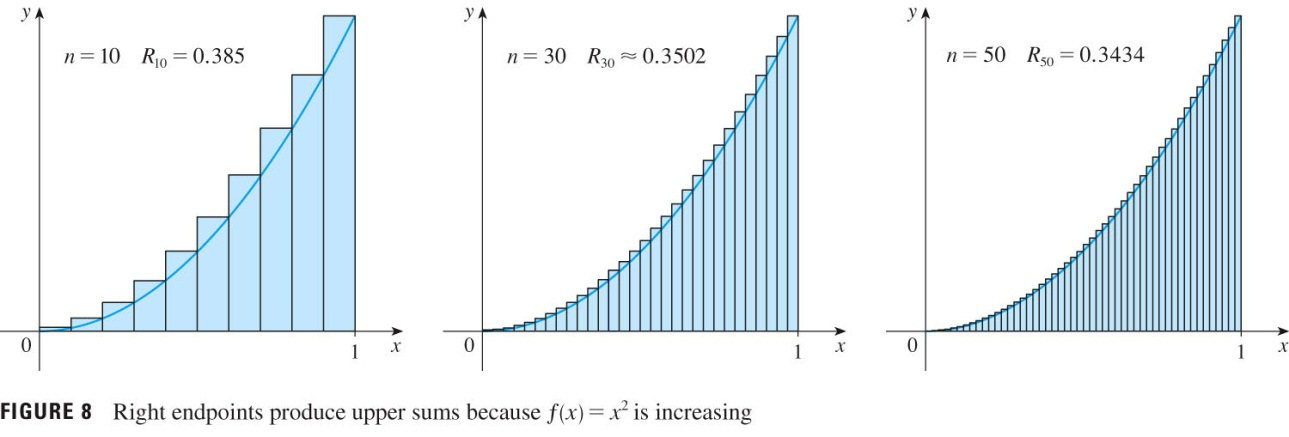 y
n = 10 R₁₀ = 0.385
0
1
x
y
n = 30 R₃₀ ≈ 0.3502
0
1
x
y
n = 50 R₅₀ = 0.3434
0
1
x
FIGURE 8 Right endpoints produce upper sums because f(x) = x² is increasing